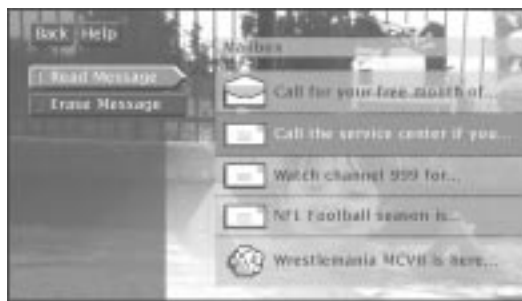 Back Help
Mailbox
Read Message
Erase Message
Call for your free month of...
Call the service center if you...
Watch channel 999 for...
NFL Football season is...
Wrestlemania MCVII is here...